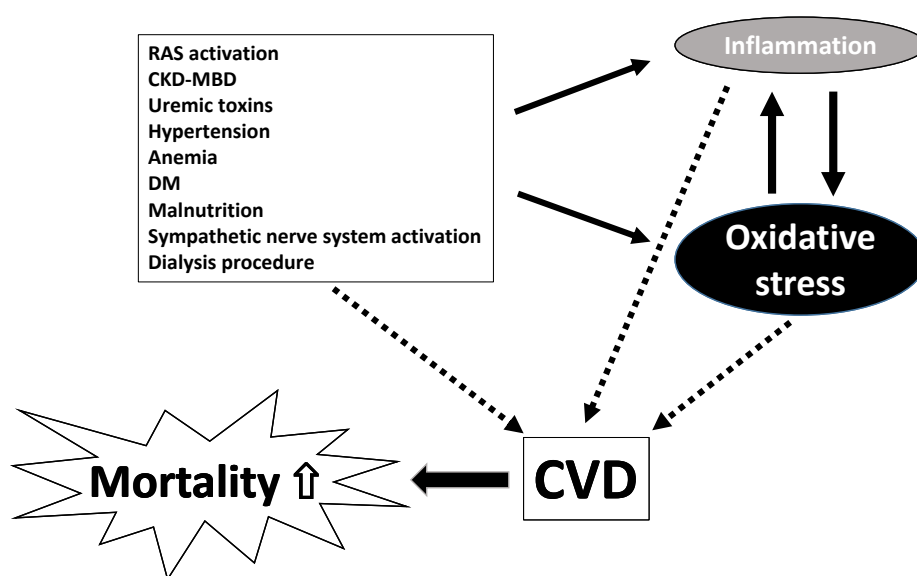 RAS activation
CKD-MBD
Uremic toxins
Hypertension
Anemia
DM
Malnutrition
Sympathetic nerve system activation
Dialysis procedure
Inflammation
Oxidative
stress
CVD
Mortality ⇧